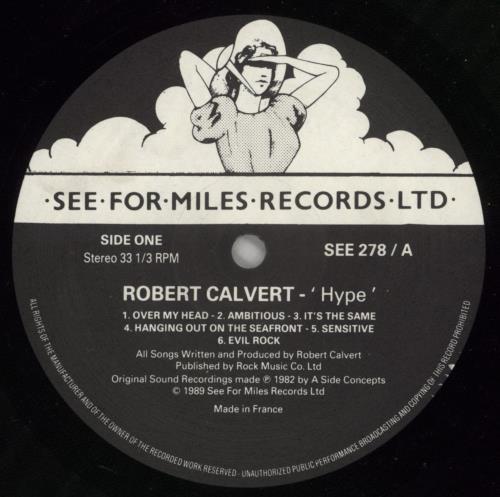 ·SEE·FOR·MILES·RECORDS·LTD·
SIDE ONE
Stereo 33 1/3 RPM
SEE 278 / A
ROBERT CALVERT - ‘ Hype ’
1. OVER MY HEAD - 2. AMBITIOUS - 3. IT'S THE SAME
4. HANGING OUT ON THE SEAFRONT - 5. SENSITIVE
6. EVIL ROCK
All Songs Written and Produced by Robert Calvert
Published by Rock Music Co. Ltd
Original Sound Recordings made ℗ 1982 by A Side Concepts
© 1989 See For Miles Records Ltd
Made in France
ALL RIGHTS OF THE MANUFACTURER AND OF THE OWNER OF THE RECORDED WORK RESERVED - UNAUTHORIZED PUBLIC PERFORMANCE BROADCASTING AND COPYING OF THIS RECORD PROHIBITED